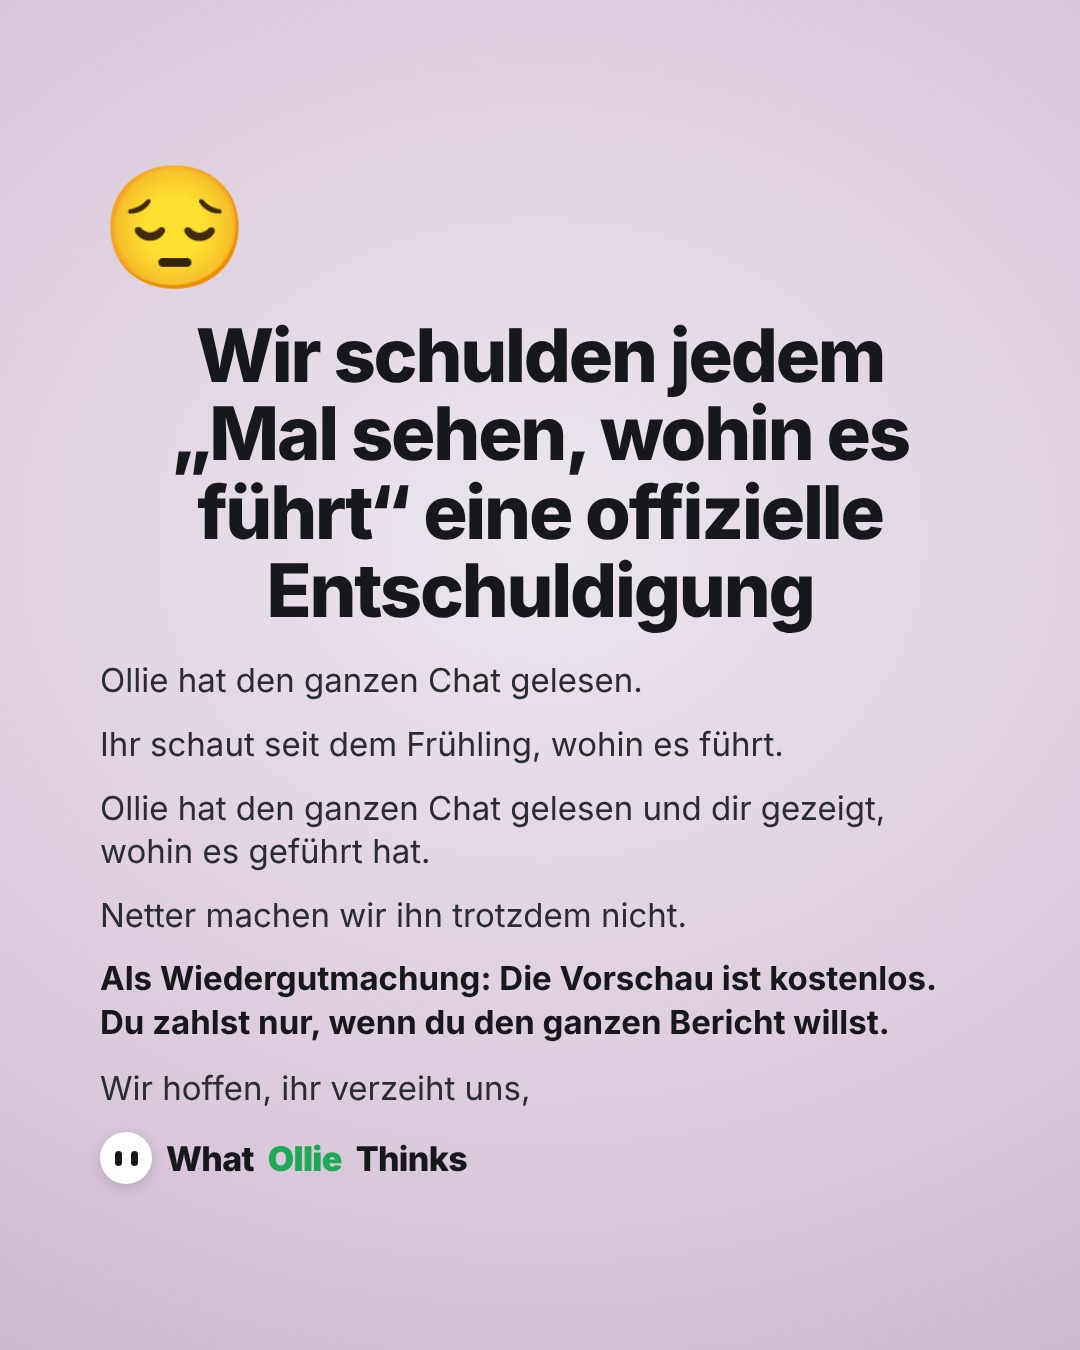 Wir schulden jedem
„Mal sehen, wohin es
führt“ eine offizielle
Entschuldigung
Ollie hat den ganzen Chat gelesen.
Ihr schaut seit dem Frühling, wohin es führt.
Ollie hat den ganzen Chat gelesen und dir gezeigt,
wohin es geführt hat.
Netter machen wir ihn trotzdem nicht.
Als Wiedergutmachung: Die Vorschau ist kostenlos.
Du zahlst nur, wenn du den ganzen Bericht willst.
Wir hoffen, ihr verzeiht uns,
What Ollie Thinks